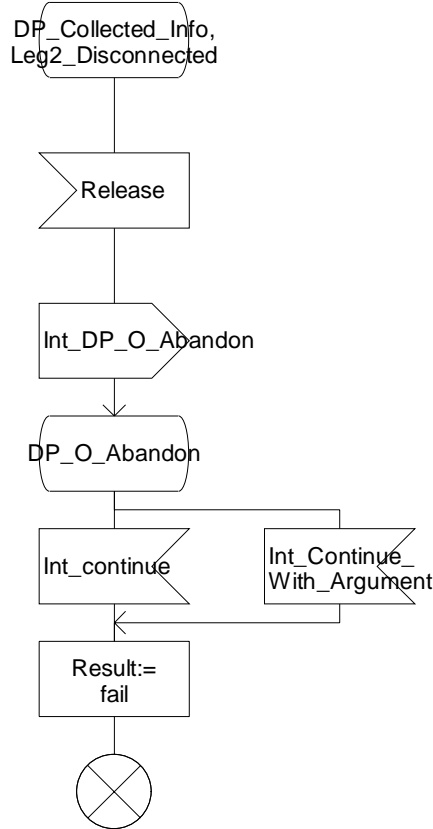 DP_Collected_Info,
Leg2_Disconnected
Release
Int_DP_O_Abandon
DP_O_Abandon
Int_continue
Int_Continue_
With_Argument
Result:=
fail